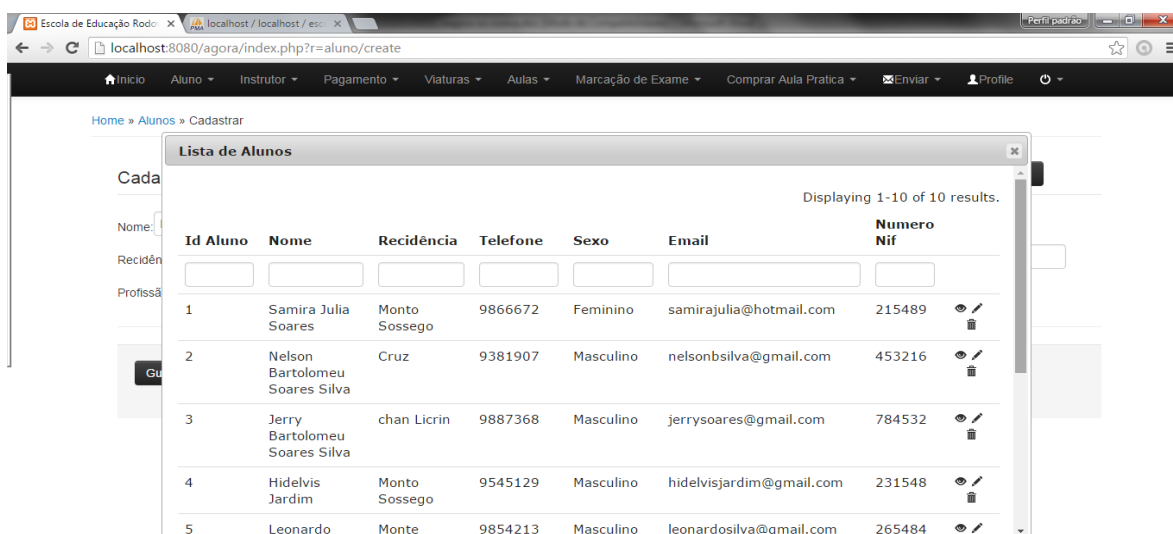 Escola de Educação Rodov
localhost / localhost / esco
Perfil padrão
localhost:8080/agora/index.php?r=aluno/create
Inicio Aluno Instrutor Pagamento Viaturas Aulas Marcação de Exame Comprar Aula Pratica Enviar Profile
Home » Alunos » Cadastrar
Lista de Alunos
Cada
Displaying 1-10 of 10 results.
Nome:
Id Aluno Nome Recidência Telefone Sexo Email Numero Nif
Recidên
Profissã
1 Samira Julia Soares Monto Sossego 9866672 Feminino samirajulia@hotmail.com 215489
2 Nelson Bartolomeu Soares Silva Cruz 9381907 Masculino nelsonbsilva@gmail.com 453216
Gu
3 Jerry Bartolomeu Soares Silva chan Licrin 9887368 Masculino jerrysoares@gmail.com 784532
4 Hidelvis Jardim Monto Sossego 9545129 Masculino hidelvisjardim@gmail.com 231548
5 Leonardo Monte 9854213 Masculino leonardosilva@gmail.com 265484